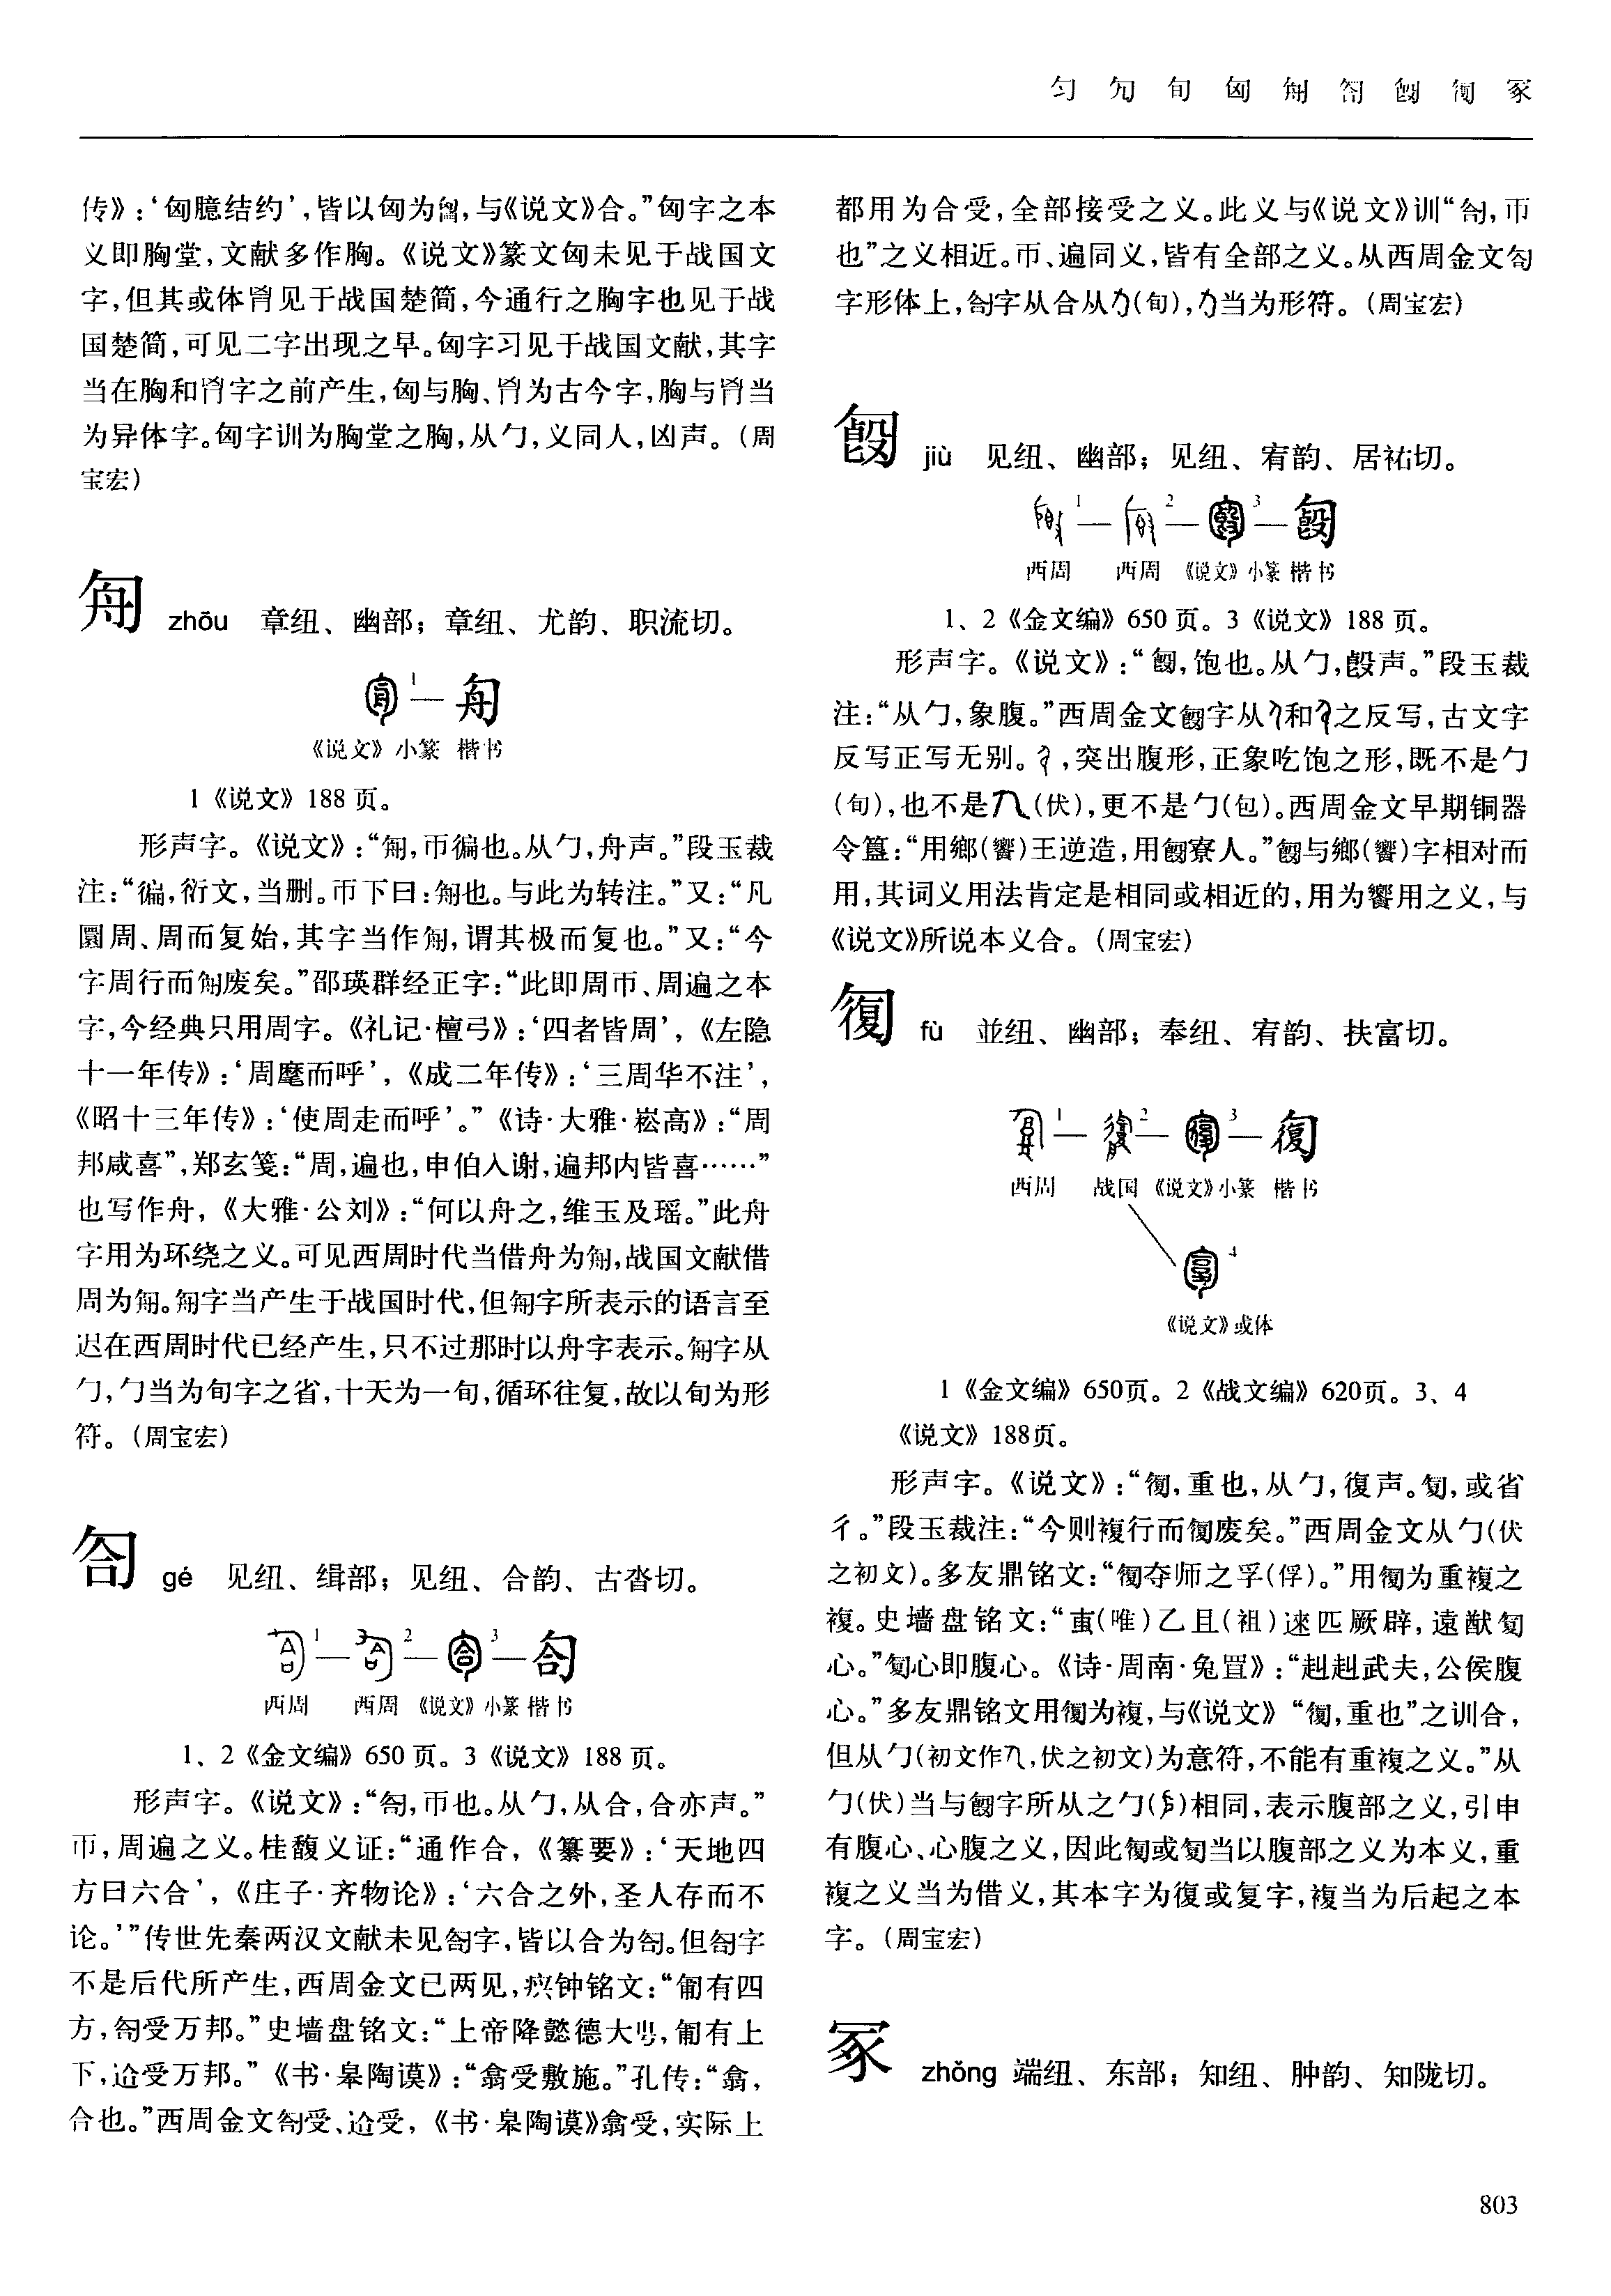 匀 匃 旬 匈 匊 匌 匓 匔 冢
传》：‘匈臆结约’，皆以匈为匈，与《说文》合。”匈字之本
义即胸堂，文献多作胸。《说文》篆文匈未见于战国文
字，但其或体胷见于战国楚简，今通行之胸字也见于战
国楚简，可见二字出现之早。匈字习见于战国文献，其字
当在胸和胷字之前产生，匈与胸、胷为古今字，胸与胷当
为异体字。匈字训为胸堂之胸，从勹，义同人，凶声。（周
宝宏）
zhōu 章纽、幽部；章纽、尤韵、职流切。
1
《说文》小篆 楷书
1《说文》188页。
形声字。《说文》：“㔙，帀徧也。从勹，舟声。”段玉裁
注：“徧，衍文，当删。帀下曰：㔙也。与此为转注。”又：“凡
圜周、周而复始，其字当作㔙，谓其极而复也。”又：“今
字周行而㔙废矣。”邵瑛群经正字：“此即周帀、周遍之本
字，今经典只用周字。《礼记·檀弓》：‘四者皆周’，《左隐
十一年传》：‘周麾而呼’，《成二年传》：‘三周华不注’，
《昭十三年传》：‘使周走而呼’。”《诗·大雅·崧高》：“周
邦咸喜”，郑玄笺：“周，遍也，申伯入谢，遍邦内皆喜……”
也写作舟，《大雅·公刘》：“何以舟之，维玉及瑶。”此舟
字用为环绕之义。可见西周时代当借舟为㔙，战国文献借
周为㔙。㔙字当产生于战国时代，但㔙字所表示的语言至
迟在西周时代已经产生，只不过那时以舟字表示。㔙字从
勹，勹当为旬字之省，十天为一旬，循环往复，故以旬为形
符。（周宝宏）
匌 gé 见纽、缉部；见纽、合韵、古沓切。
1 2 3 匌
西周 西周 《说文》小篆 楷书
1、2《金文编》650页。3《说文》188页。
形声字。《说文》：“匌，帀也。从勹，从合，合亦声。”
帀，周遍之义。桂馥义证：“通作合，《纂要》：‘天地四
方曰六合’，《庄子·齐物论》：‘六合之外，圣人存而不
论。’”传世先秦两汉文献未见匌字，皆以合为匌。但匌字
不是后代所产生，西周金文已两见，𤼈钟铭文：“匍有四
方，匌受万邦。”史墙盘铭文：“上帝降懿德大甹，匍有上
下，迨受万邦。”《书·皋陶谟》：“翕受敷施。”孔传：“翕，
合也。”西周金文匌受、迨受，《书·皋陶谟》翕受，实际上
都用为合受，全部接受之义。此义与《说文》训“匌，帀
也”之义相近。帀、遍同义，皆有全部之义。从西周金文匌
字形体上，匌字从合从(旬)，当为形符。（周宝宏）
匓 jiù 见纽、幽部；见纽、宥韵、居祐切。
1 2 3 匓
西周 西周 《说文》小篆 楷书
1、2《金文编》650页。3《说文》188页。
形声字。《说文》：“匓，饱也。从勹，𣪘声。”段玉裁
注：“从勹，象腹。”西周金文匓字从和之反写，古文字
反写正写无别。，突出腹形，正象吃饱之形，既不是勹
（旬），也不是（伏），更不是勹（包）。西周金文早期铜器
令簋：“用鄉（饗）王逆造，用匓寮人。”匓与鄉（饗）字相对而
用，其词义用法肯定是相同或相近的，用为饗用之义，与
《说文》所说本义合。（周宝宏）
fù 並纽、幽部；奉纽、宥韵、扶富切。
1 2 3
西周 战国 《说文》小篆 楷书
4
《说文》或体
1《金文编》650页。2《战文编》620页。3、4
《说文》188页。
形声字。《说文》：“，重也，从勹，復声。匎，或省
彳。”段玉裁注：“今则複行而废矣。”西周金文从勹（伏
之初文）。多友鼎铭文：“夺师之孚（俘）。”用为重複之
複。史墙盘铭文：“叀（唯）乙且（祖）逨匹厥辟，遠猷
心。”心即腹心。《诗·周南·兔罝》：“赳赳武夫，公侯腹
心。”多友鼎铭文用为複，与《说文》“，重也”之训合，
但从勹（初文作，伏之初文）为意符，不能有重複之义。”从
勹（伏）当与匓字所从之勹（）相同，表示腹部之义，引申
有腹心、心腹之义，因此或当以腹部之义为本义，重
複之义当为借义，其本字为復或复字，複当为后起之本
字。（周宝宏）
冢 zhǒng 端纽、东部；知纽、肿韵、知陇切。
803